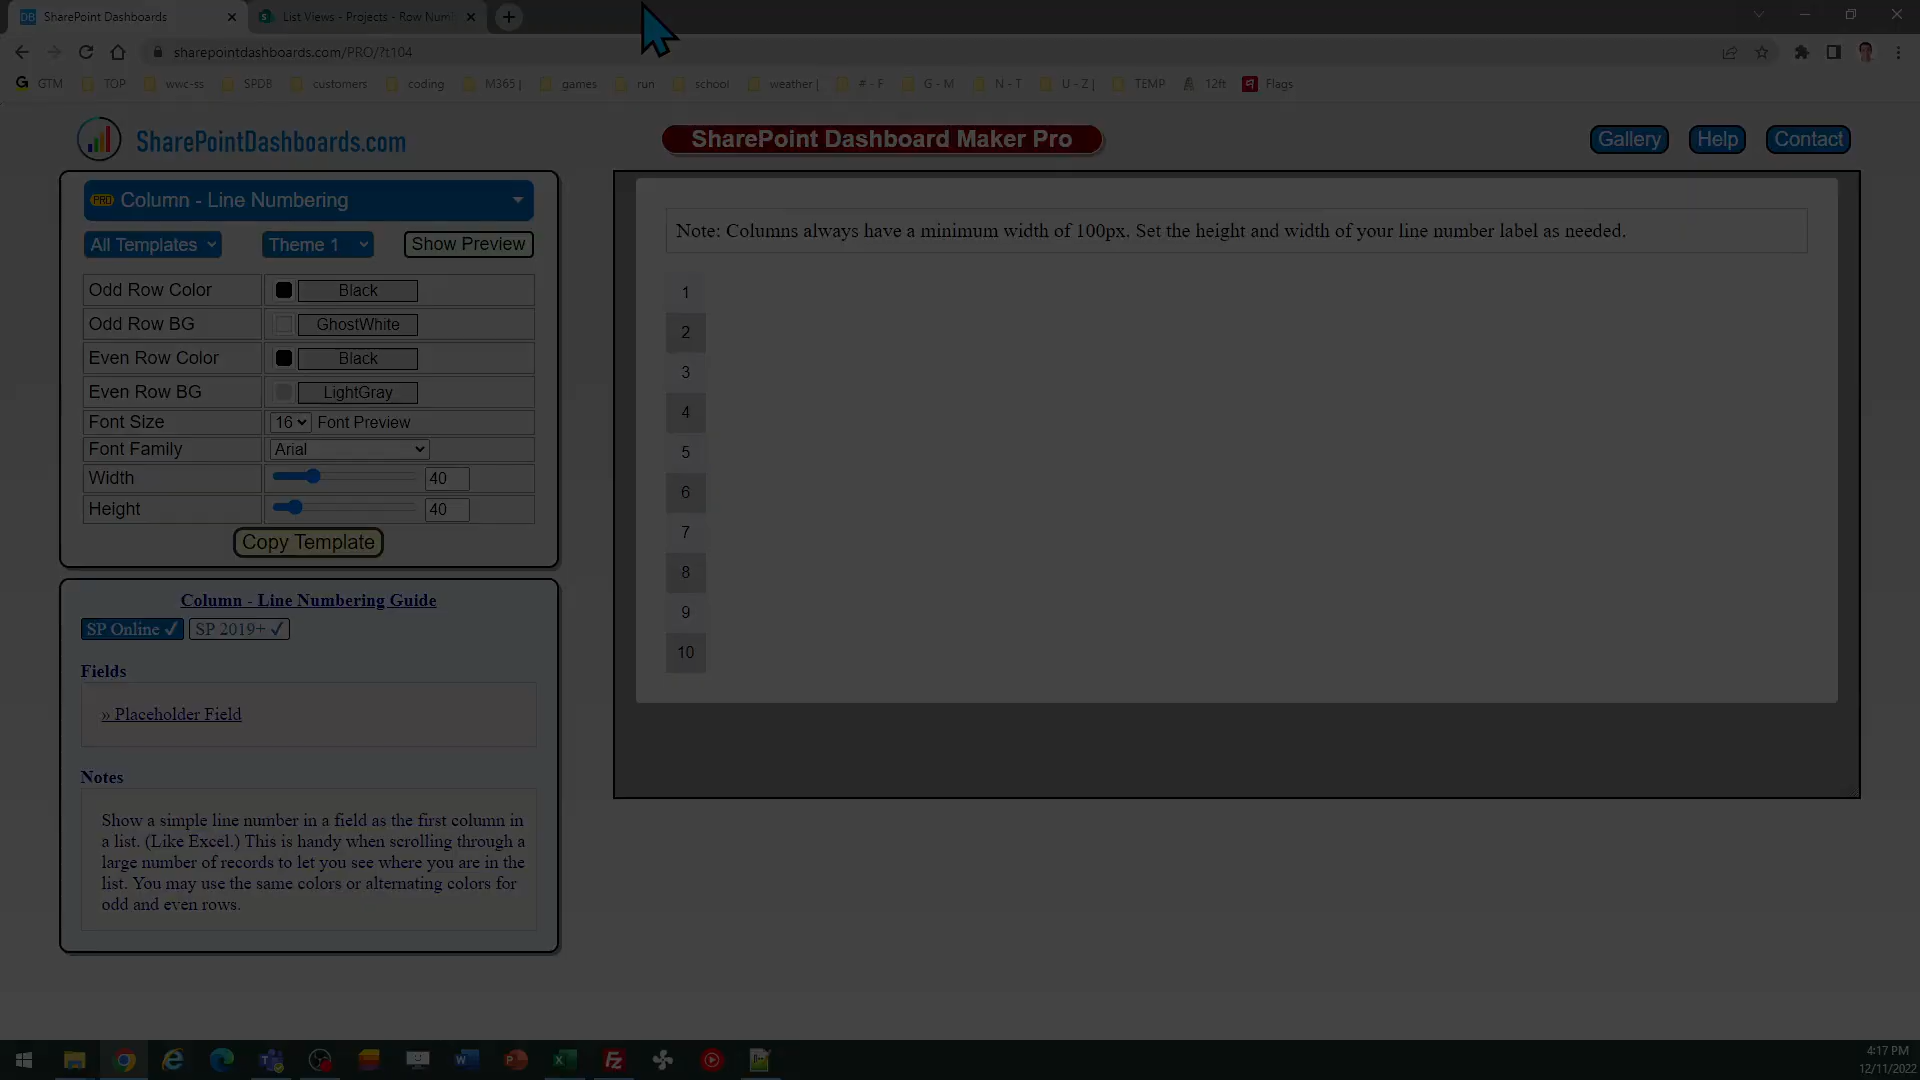 SharePoint Dashboards
List Views - Projects - Row Num
sharepointdashboards.com/PRO/?t104
GTM TOP wwc-ss SPDB customers coding M365 | games run school weather | # - F G - M N - T U - Z | TEMP 12ft Flags
SharePointDashboards.com
SharePoint Dashboard Maker Pro
Gallery Help Contact
PRO Column - Line Numbering
All Templates Theme 1 Show Preview
Odd Row Color Black
Odd Row BG GhostWhite
Even Row Color Black
Even Row BG LightGray
Font Size 16 Font Preview
Font Family Arial
Width 40
Height 40
Copy Template
Column - Line Numbering Guide
SP Online ✓ SP 2019+ ✓
Fields
» Placeholder Field
Notes
Show a simple line number in a field as the first column in
a list. (Like Excel.) This is handy when scrolling through a
large number of records to let you see where you are in the
list. You may use the same colors or alternating colors for
odd and even rows.
Note: Columns always have a minimum width of 100px. Set the height and width of your line number label as needed.
1
2
3
4
5
6
7
8
9
10
4:17 PM
12/11/2022